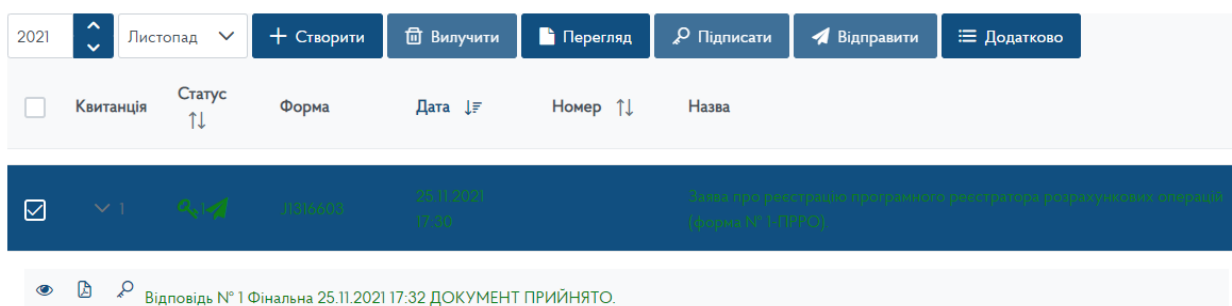 2021 Листопад Створити Вилучити Перегляд Підписати Відправити Додатково
Квитанція Статус Форма Дата Номер Назва
1 1 J1316603 25.11.2021 17:30 Заява про реєстрацію програмного реєстратора розрахункових операцій
(форма № 1-ПРРО).
Відповідь № 1 Фінальна 25.11.2021 17:32 ДОКУМЕНТ ПРИЙНЯТО.